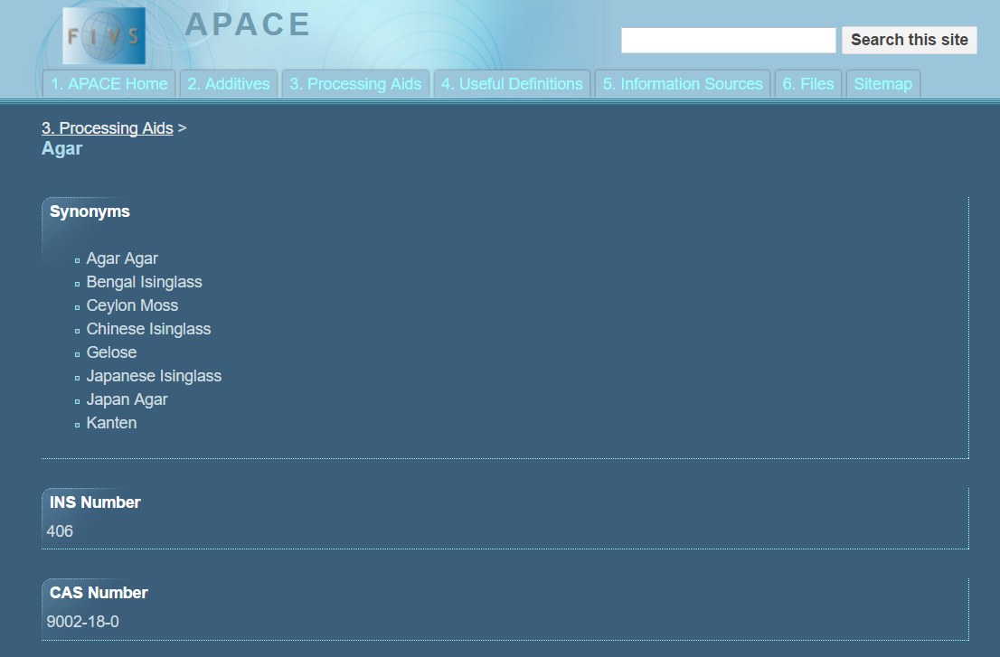 FIVS
APACE
Search this site
1. APACE Home 2. Additives 3. Processing Aids 4. Useful Definitions 5. Information Sources 6. Files Sitemap
3. Processing Aids >
Agar
Synonyms
Agar Agar
Bengal Isinglass
Ceylon Moss
Chinese Isinglass
Gelose
Japanese Isinglass
Japan Agar
Kanten
INS Number
406
CAS Number
9002-18-0